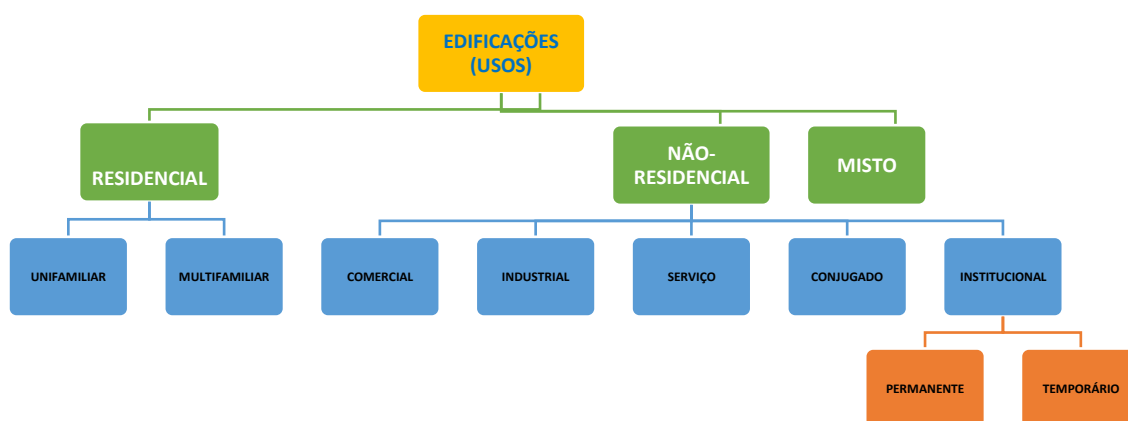 EDIFICAÇÕES
(USOS)
RESIDENCIAL
NÃO-
RESIDENCIAL
MISTO
UNIFAMILIAR
MULTIFAMILIAR
COMERCIAL
INDUSTRIAL
SERVIÇO
CONJUGADO
INSTITUCIONAL
PERMANENTE
TEMPORÁRIO